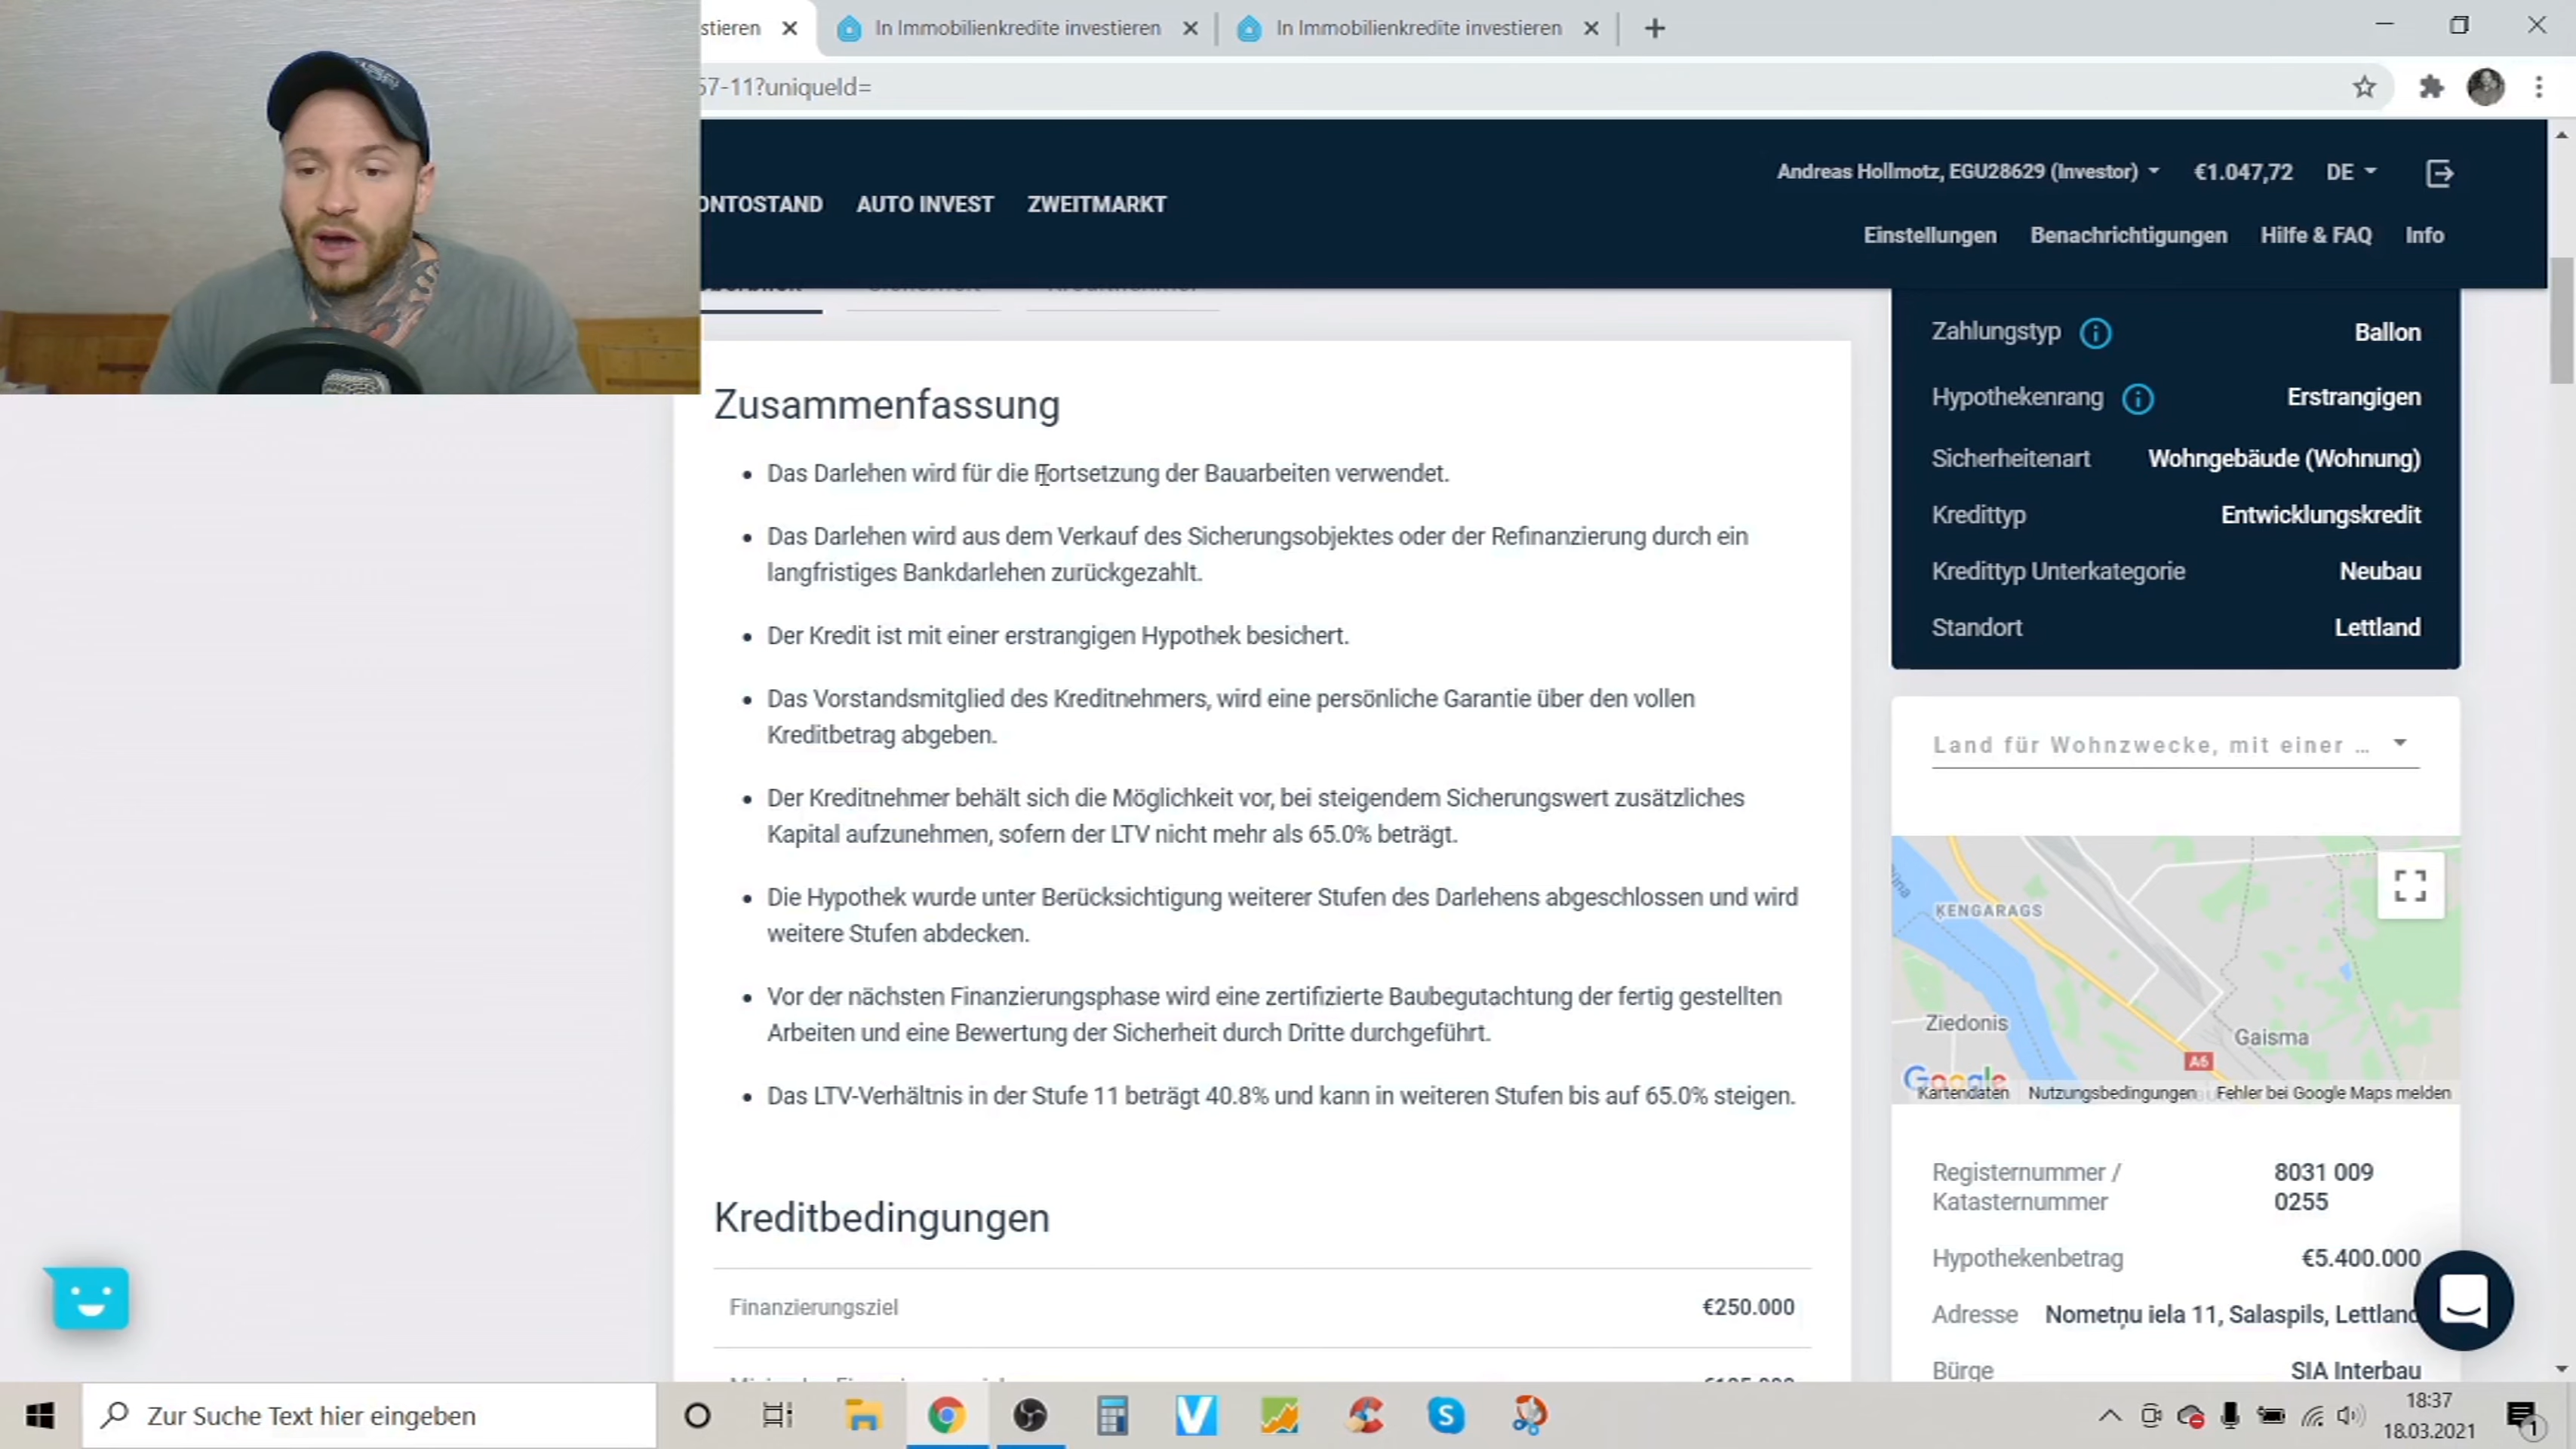 stieren
In Immobilienkredite investieren
In Immobilienkredite investieren
57-11?uniqueId=
Andreas Hollmotz, EGU28629 (Investor)
€1.047,72
DE
ONTOSTAND
AUTO INVEST
ZWEITMARKT
Einstellungen
Benachrichtigungen
Hilfe & FAQ
Info
Zusammenfassung
• Das Darlehen wird für die Fortsetzung der Bauarbeiten verwendet.
• Das Darlehen wird aus dem Verkauf des Sicherungsobjektes oder der Refinanzierung durch ein
langfristiges Bankdarlehen zurückgezahlt.
• Der Kredit ist mit einer erstrangigen Hypothek besichert.
• Das Vorstandsmitglied des Kreditnehmers, wird eine persönliche Garantie über den vollen
Kreditbetrag abgeben.
• Der Kreditnehmer behält sich die Möglichkeit vor, bei steigendem Sicherungswert zusätzliches
Kapital aufzunehmen, sofern der LTV nicht mehr als 65.0% beträgt.
• Die Hypothek wurde unter Berücksichtigung weiterer Stufen des Darlehens abgeschlossen und wird
weitere Stufen abdecken.
• Vor der nächsten Finanzierungsphase wird eine zertifizierte Baubegutachtung der fertig gestellten
Arbeiten und eine Bewertung der Sicherheit durch Dritte durchgeführt.
• Das LTV-Verhältnis in der Stufe 11 beträgt 40.8% und kann in weiteren Stufen bis auf 65.0% steigen.
Kreditbedingungen
Finanzierungsziel €250.000
Zahlungstyp Ballon
Hypothekenrang Erstrangigen
Sicherheitenart Wohngebäude (Wohnung)
Kredittyp Entwicklungskredit
Kredittyp Unterkategorie Neubau
Standort Lettland
Land für Wohnzwecke, mit einer ...
ĶENGARAGS
Ziedonis
Gaisma
A6
Google
Kartendaten Nutzungsbedingungen Fehler bei Google Maps melden
Registernummer / 8031 009
Katasternummer 0255
Hypothekenbetrag €5.400.000
Adresse Nometņu iela 11, Salaspils, Lettland
Bürge SIA Interbau
Zur Suche Text hier eingeben
18:37
18.03.2021
1